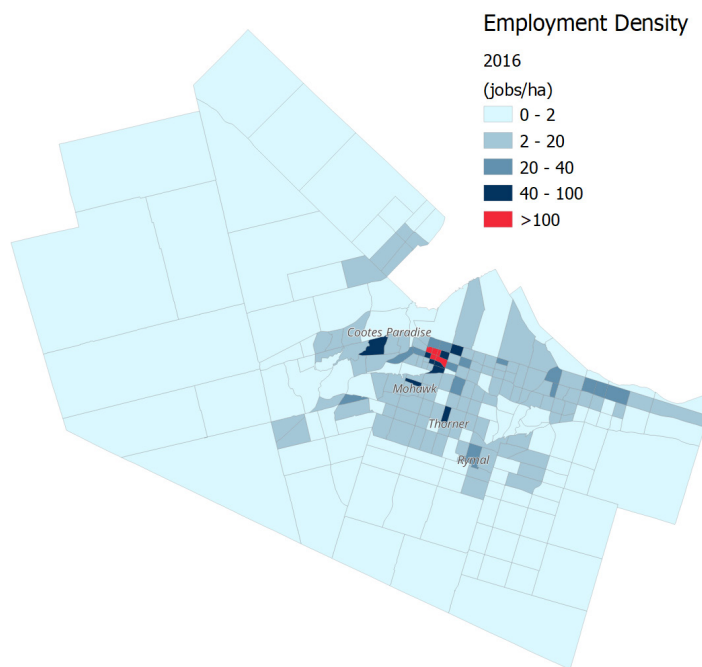 Employment Density
2016
(jobs/ha)
0 - 2
2 - 20
20 - 40
40 - 100
>100
Cootes Paradise
Mohawk
Thorner
Rymal